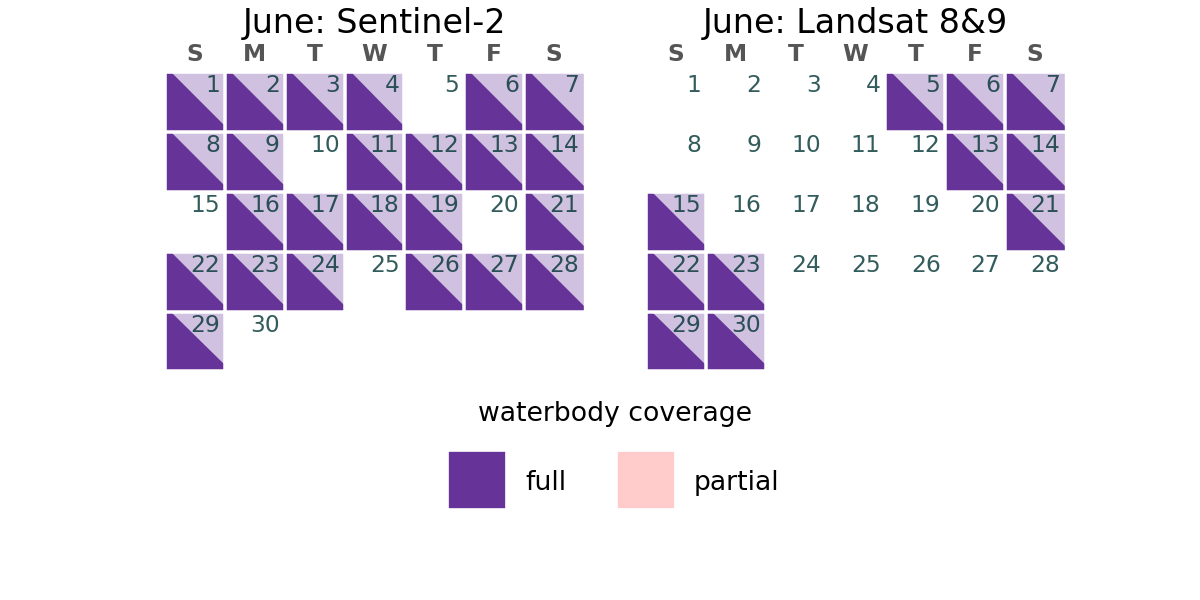 June: Sentinel-2
S M T W T F S
1 2 3 4 5 6 7
8 9 10 11 12 13 14
15 16 17 18 19 20 21
22 23 24 25 26 27 28
29 30
June: Landsat 8&9
S M T W T F S
1 2 3 4 5 6 7
8 9 10 11 12 13 14
15 16 17 18 19 20 21
22 23 24 25 26 27 28
29 30
waterbody coverage
full partial